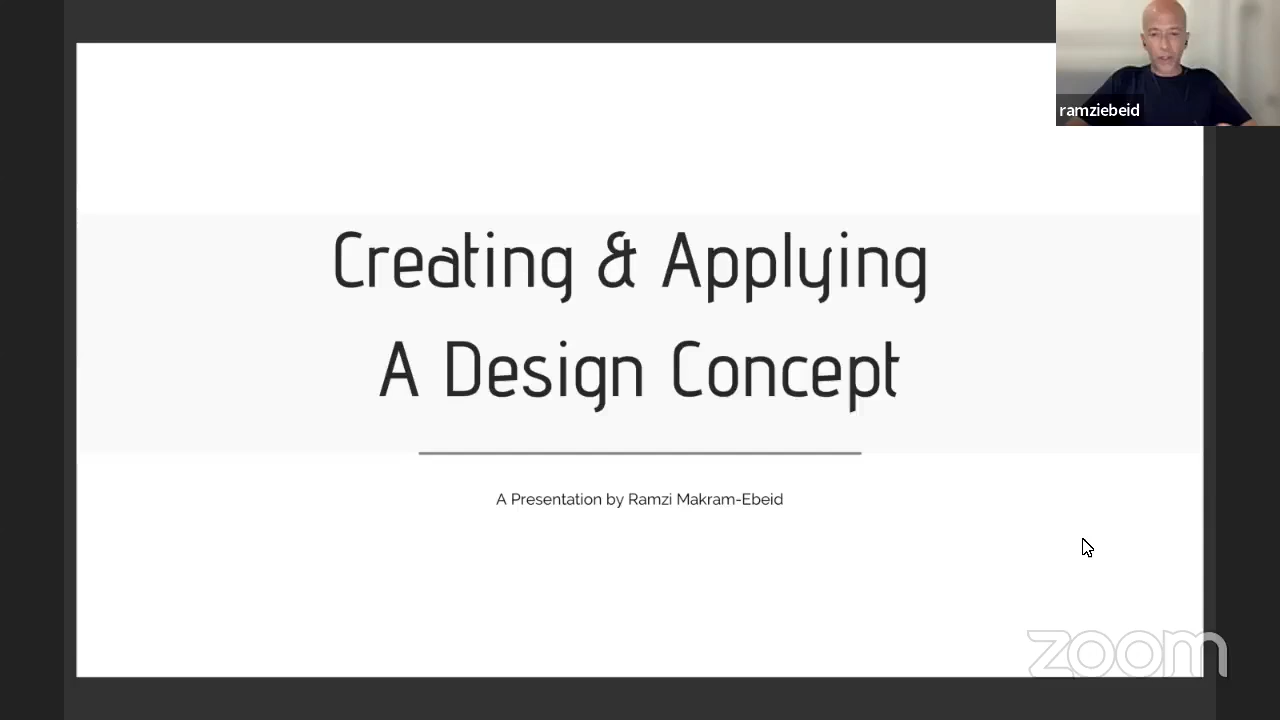 ramziebeid
Creating & Applying
A Design Concept
A Presentation by Ramzi Makram-Ebeid
zoom